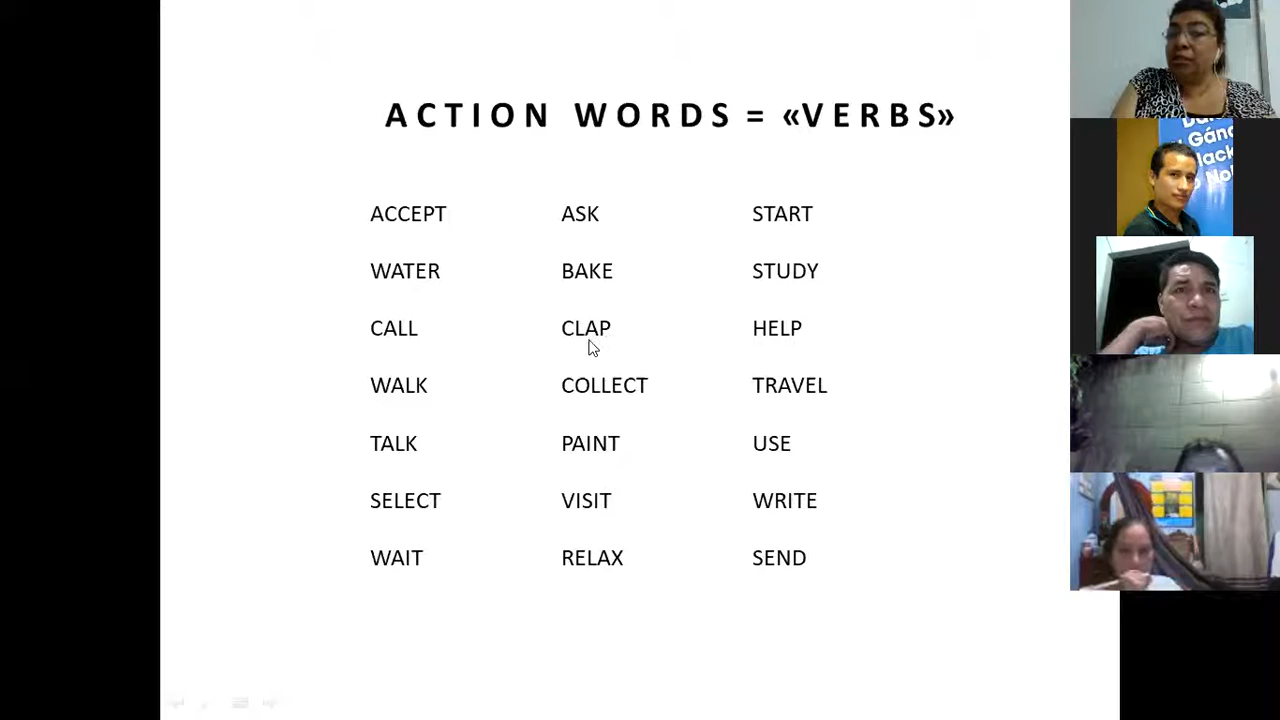 ACTION WORDS = «VERBS»
ACCEPT ASK START
WATER BAKE STUDY
CALL CLAP HELP
WALK COLLECT TRAVEL
TALK PAINT USE
SELECT VISIT WRITE
WAIT RELAX SEND